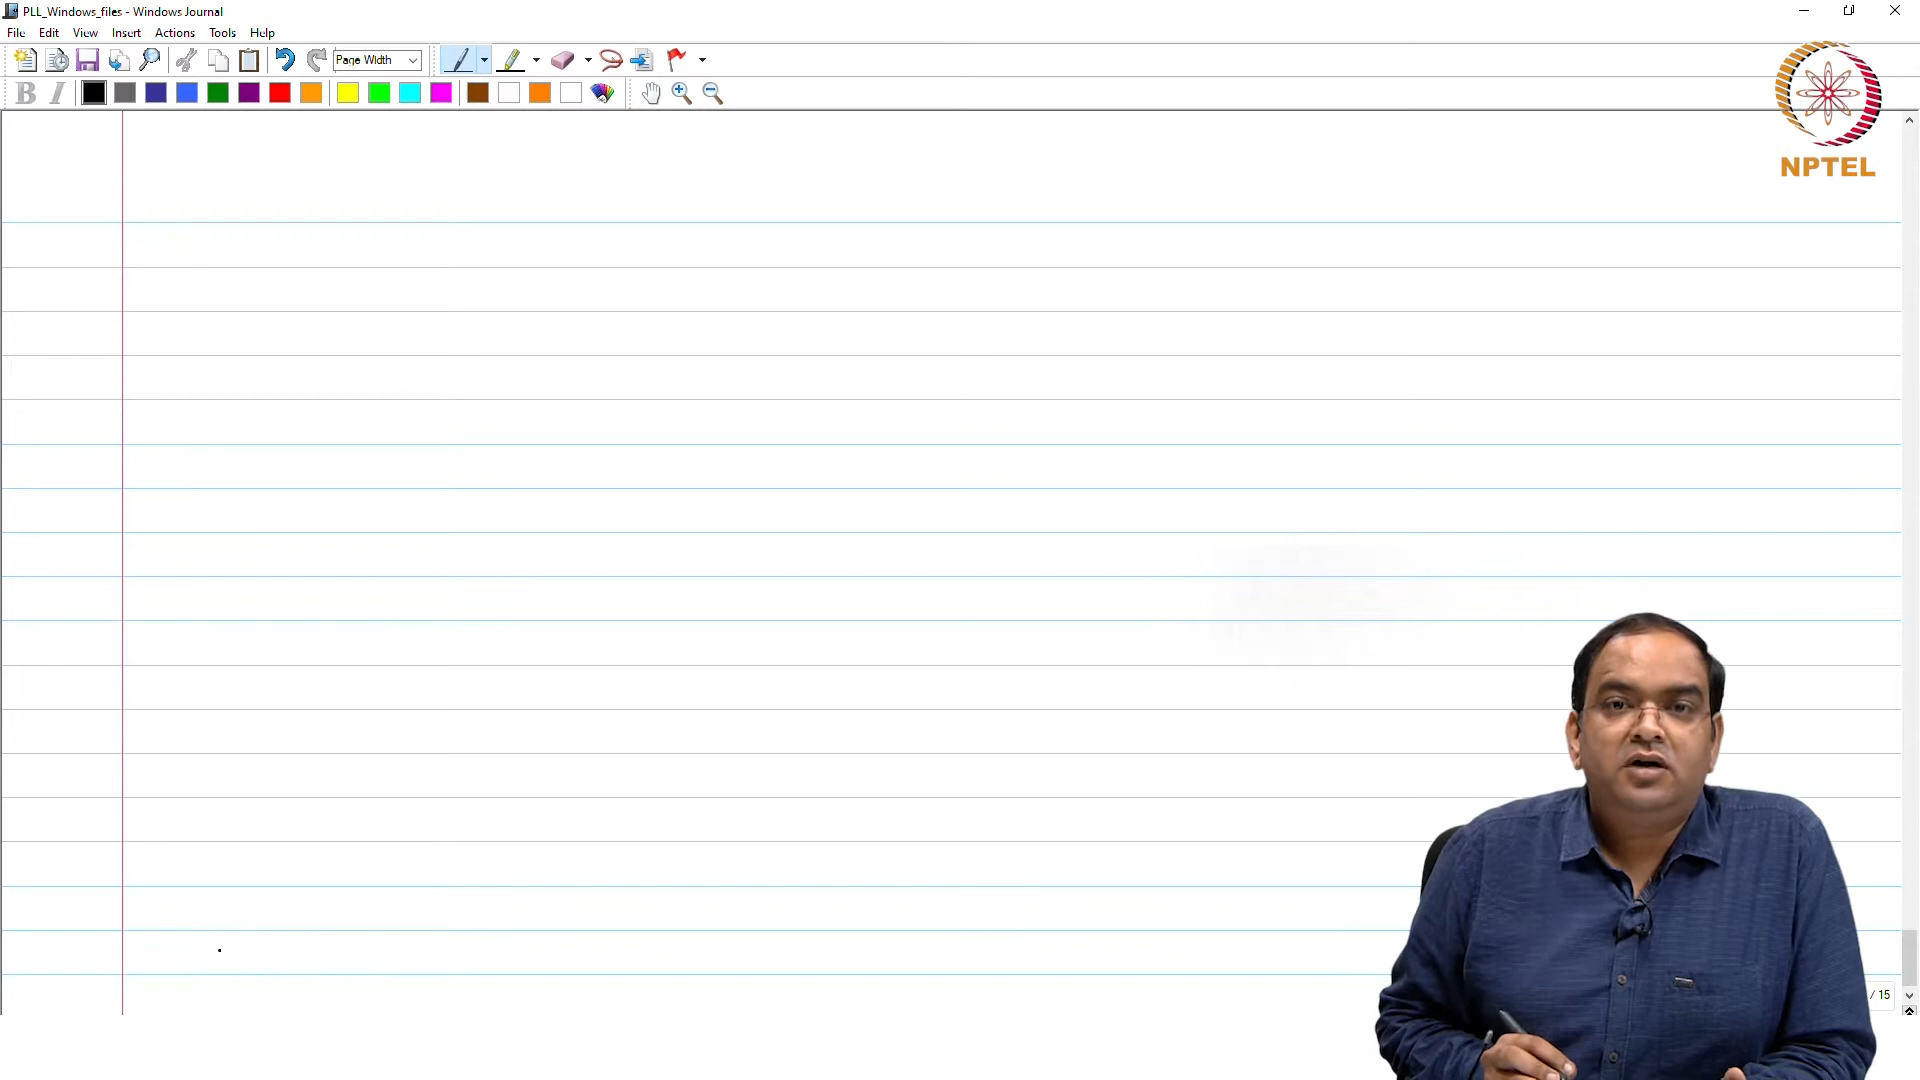 PLL_Windows_files - Windows Journal
File Edit View Insert Actions Tools Help
Page Width
B I
NPTEL
/ 15